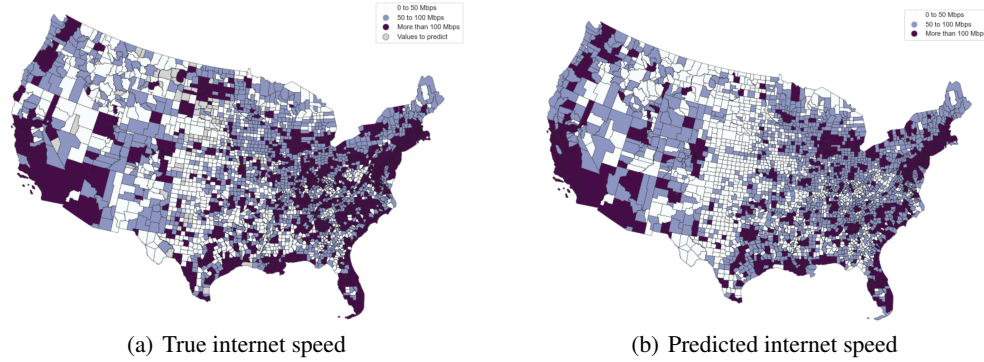 0 to 50 Mbps
50 to 100 Mbps
More than 100 Mbps
Values to predict
0 to 50 Mbps
50 to 100 Mbps
More than 100 Mbps
(a) True internet speed
(b) Predicted internet speed